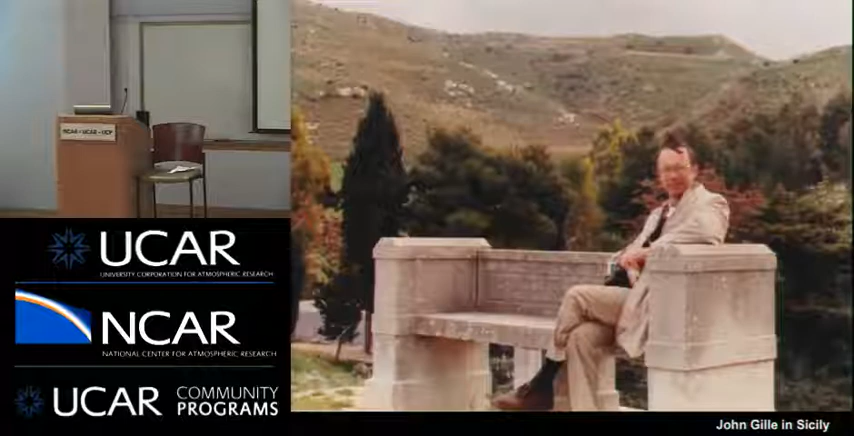 NCAR • UCAR • UCP
UCAR
UNIVERSITY CORPORATION FOR ATMOSPHERIC RESEARCH
NCAR
NATIONAL CENTER FOR ATMOSPHERIC RESEARCH
UCAR COMMUNITY
PROGRAMS
John Gille in Sicily